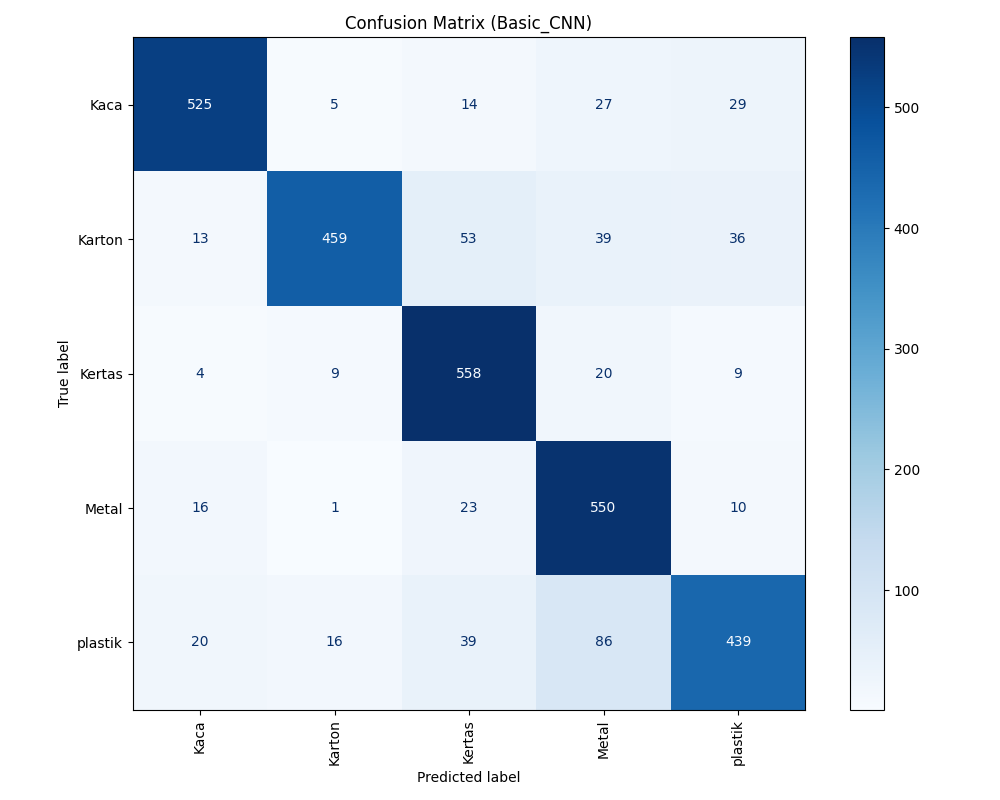 Confusion Matrix (Basic_CNN)
True label
Kaca 525 5 14 27 29
Karton 13 459 53 39 36
Kertas 4 9 558 20 9
Metal 16 1 23 550 10
plastik 20 16 39 86 439
Kaca Karton Kertas Metal plastik
Predicted label
500
400
300
200
100